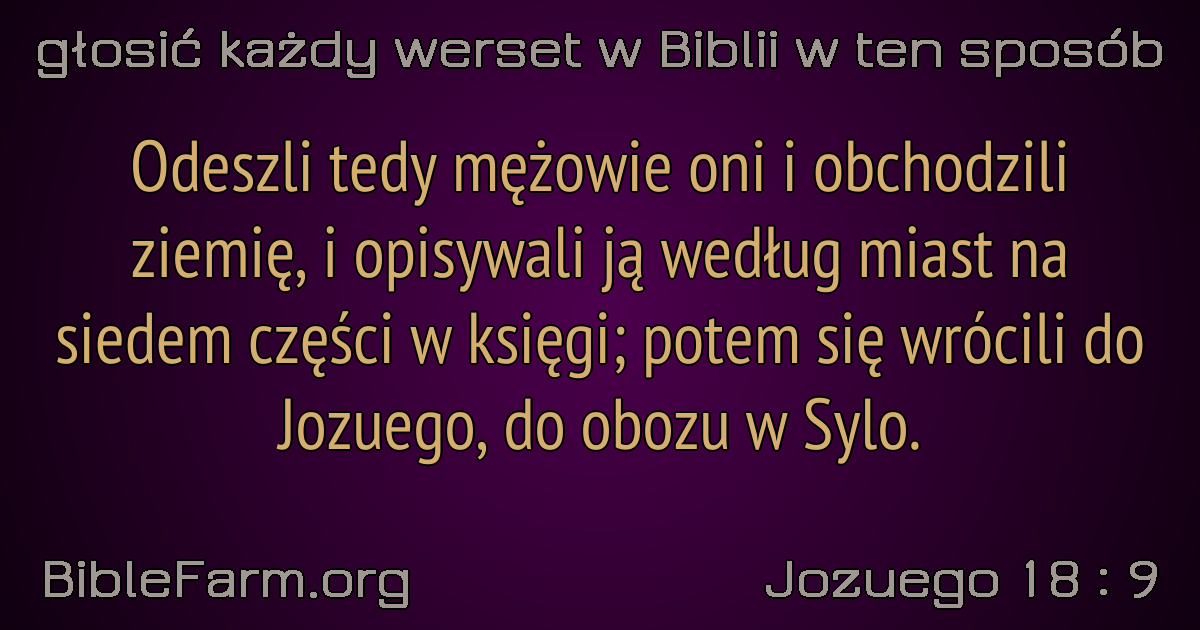 głosić każdy werset w Biblii w ten sposób
Odeszli tedy mężowie oni i obchodzili
ziemię, i opisywali ją według miast na
siedem części w księgi; potem się wrócili do
Jozuego, do obozu w Sylo.
BibleFarm.org
Jozuego 18 : 9